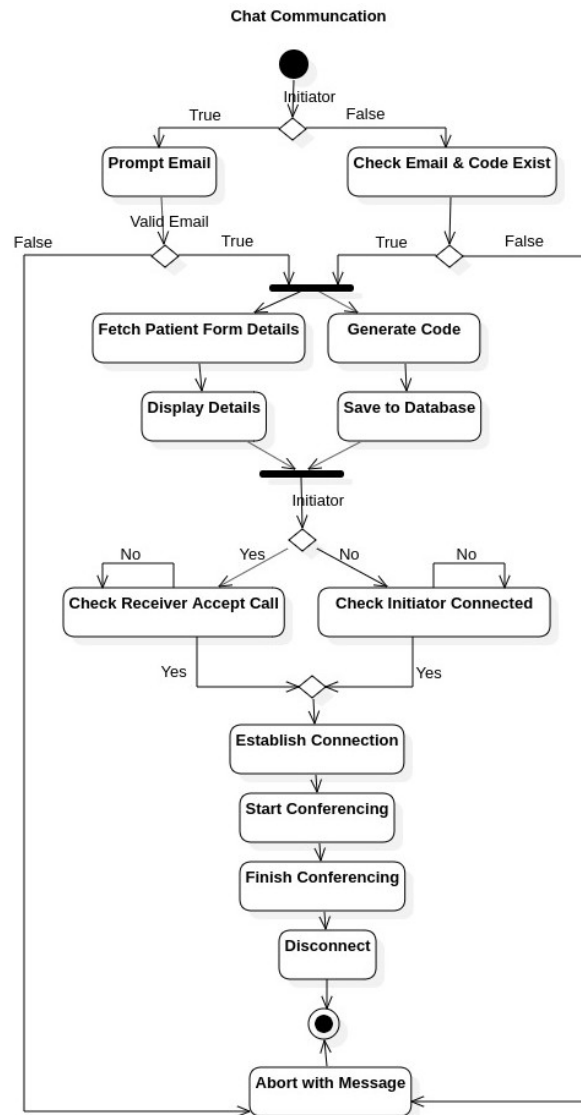 Chat Communcation
Initiator
True
False
Prompt Email
Check Email & Code Exist
Valid Email
False
True
True
False
Fetch Patient Form Details
Generate Code
Display Details
Save to Database
Initiator
No
Yes
No
No
Check Receiver Accept Call
Check Initiator Connected
Yes
Yes
Establish Connection
Start Conferencing
Finish Conferencing
Disconnect
Abort with Message